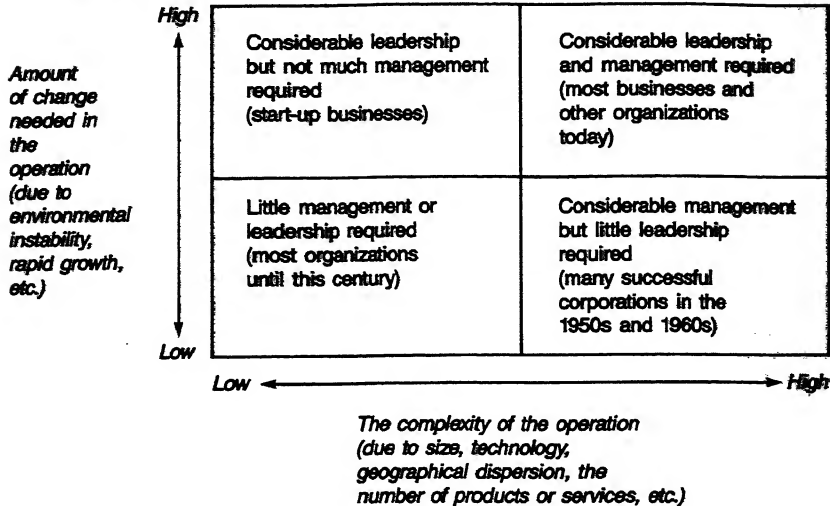 High
Amount
of change
needed in
the
operation
(due to
environmental
instability,
rapid growth,
etc.)
Low
Considerable leadership
but not much management
required
(start-up businesses)
Considerable leadership
and management required
(most businesses and
other organizations
today)
Little management or
leadership required
(most organizations
until this century)
Considerable management
but little leadership
required
(many successful
corporations in the
1950s and 1960s)
Low
High
The complexity of the operation
(due to size, technology,
geographical dispersion, the
number of products or services, etc.)